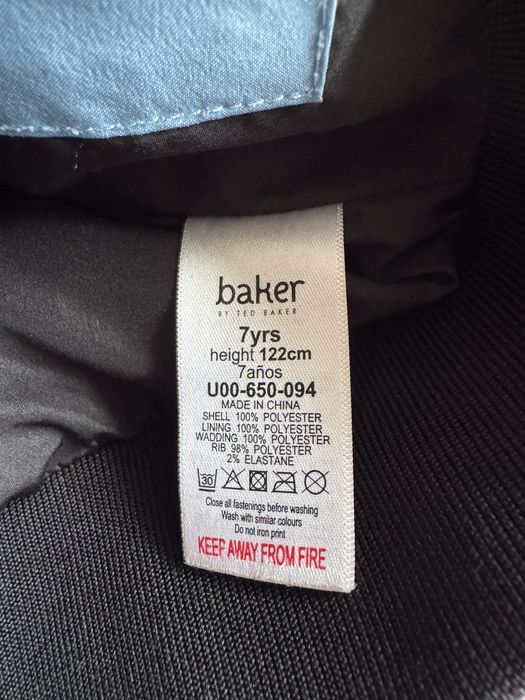 baker
BY TED BAKER
7yrs
height 122cm
7años
U00-650-094
MADE IN CHINA
SHELL 100% POLYESTER
LINING 100% POLYESTER
WADDING 100% POLYESTER
RIB 98% POLYESTER
2% ELASTANE
30
Close all fastenings before washing
Wash with similar colours
Do not iron print
KEEP AWAY FROM FIRE